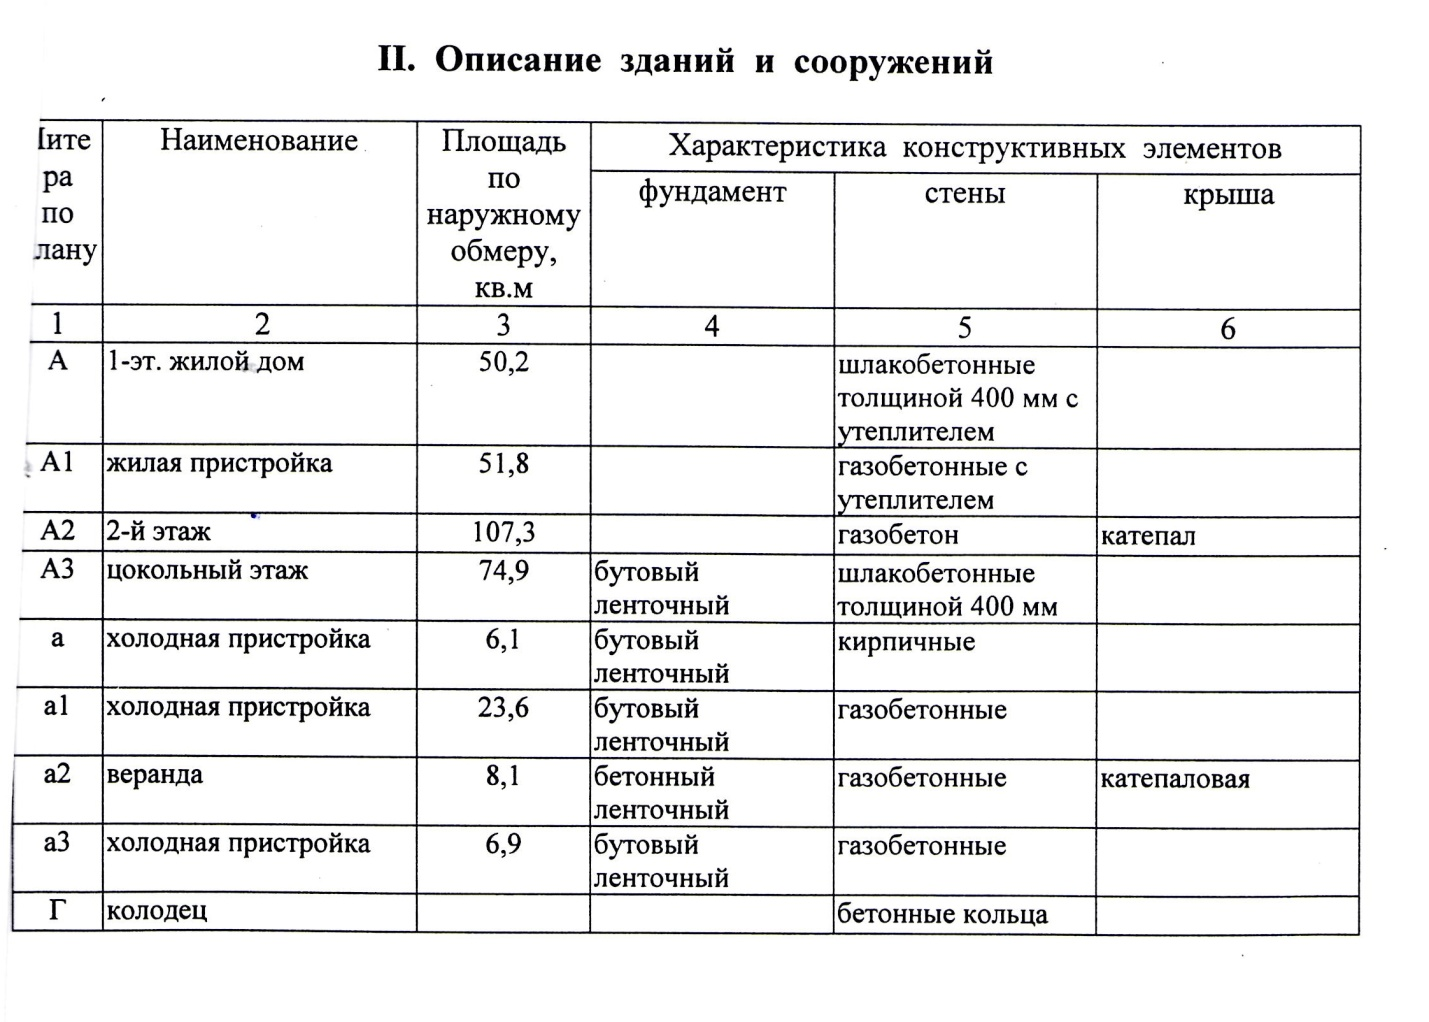 II. Описание зданий и сооружений
Наименование
Площадь
по
наружному
обмеру,
кв.м
Характеристика конструктивных элементов
ите
ра
по
лану
фундамент
стены
крыша
1 2 3 4 5 6
А 1-эт. жилой дом 50,2 шлакобетонные
толщиной 400 мм с
утеплителем
А1 жилая пристройка 51,8 газобетонные с
утеплителем
А2 2-й этаж 107,3 газобетон катепал
А3 цокольный этаж 74,9 бутовый шлакобетонные
ленточный толщиной 400 мм
а холодная пристройка 6,1 бутовый кирпичные
ленточный
а1 холодная пристройка 23,6 бутовый газобетонные
ленточный
а2 веранда 8,1 бетонный газобетонные катепаловая
ленточный
а3 холодная пристройка 6,9 бутовый газобетонные
ленточный
Г колодец бетонные кольца